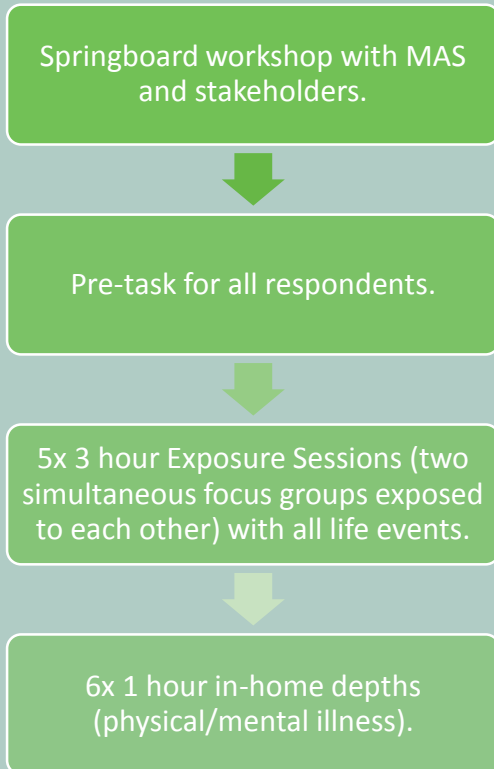 Springboard workshop with MAS
and stakeholders.
Pre-task for all respondents.
5x 3 hour Exposure Sessions (two
simultaneous focus groups exposed
to each other) with all life events.
6x 1 hour in-home depths
(physical/mental illness).